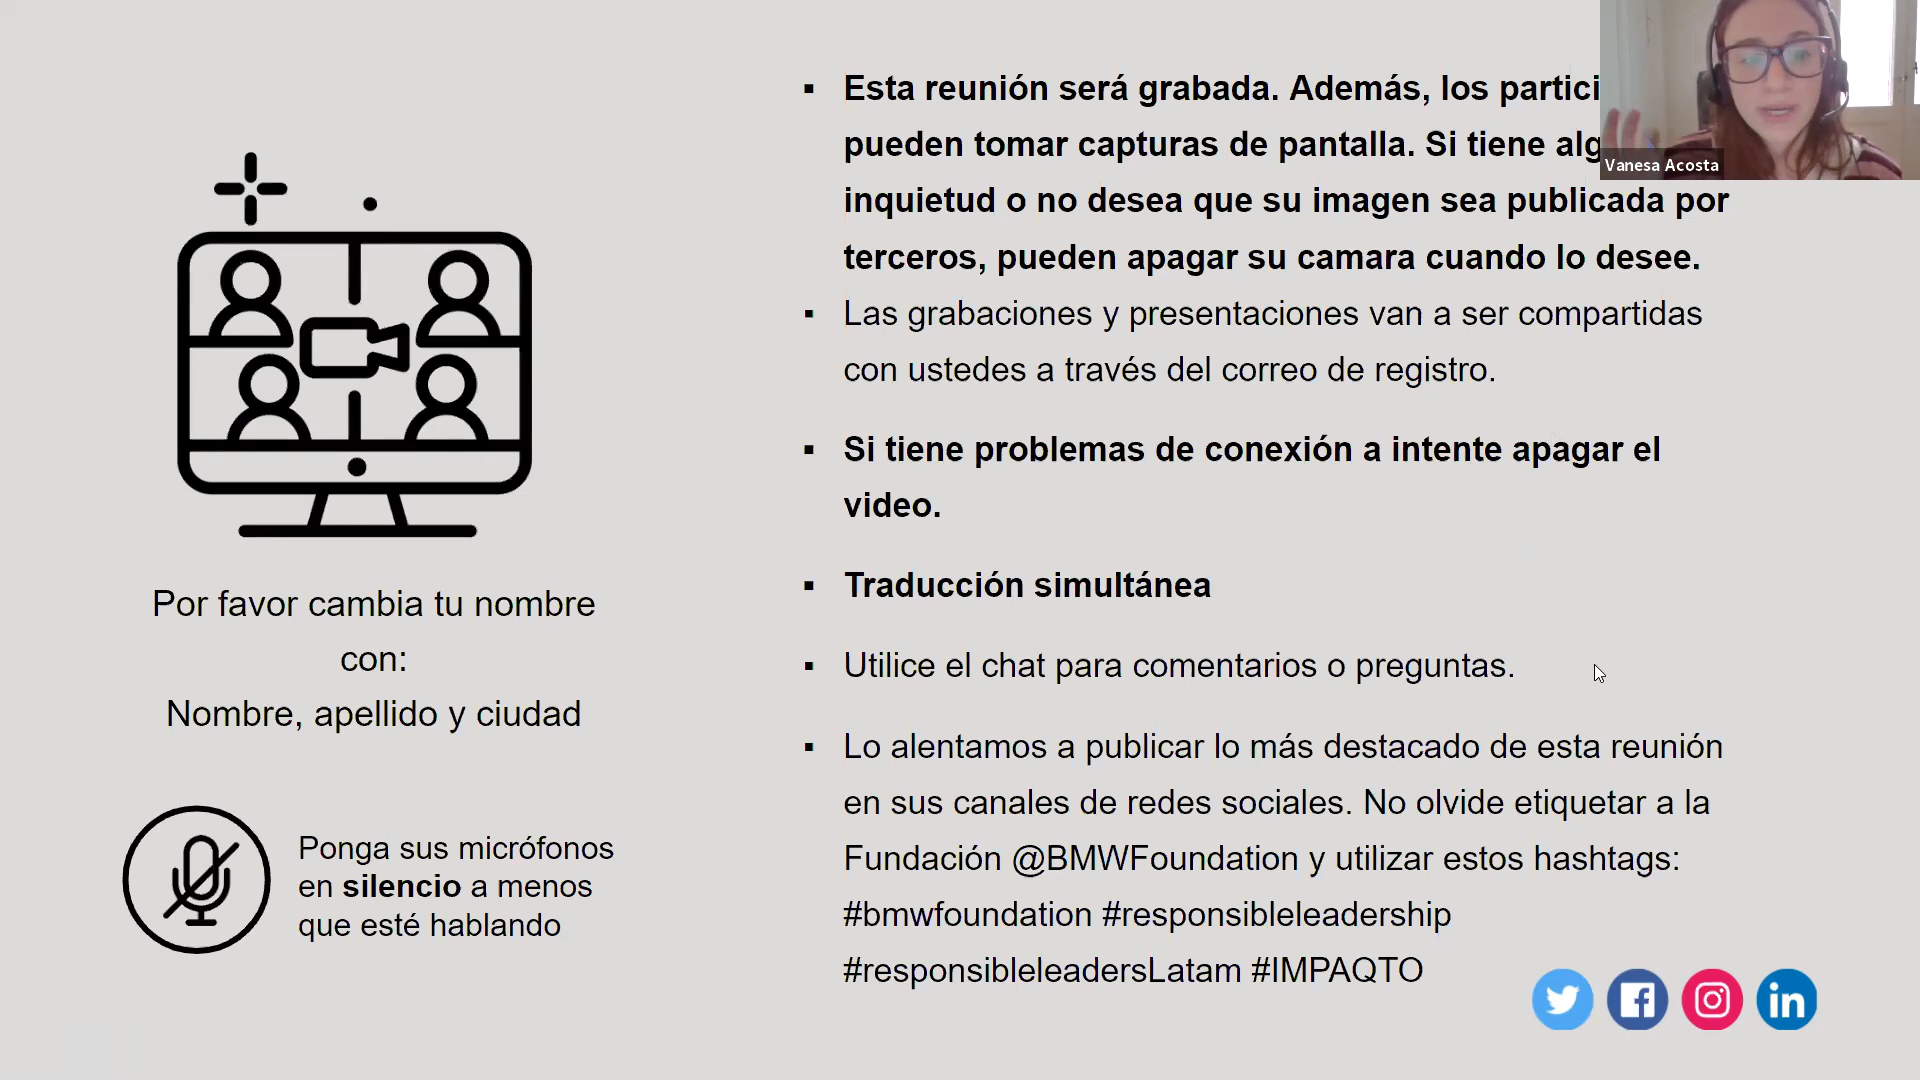 Esta reunión será grabada. Además, los partici
pueden tomar capturas de pantalla. Si tiene alg
inquietud o no desea que su imagen sea publicada por
terceros, pueden apagar su camara cuando lo desee.
Las grabaciones y presentaciones van a ser compartidas
con ustedes a través del correo de registro.
Si tiene problemas de conexión a intente apagar el
video.
Traducción simultánea
Utilice el chat para comentarios o preguntas.
Lo alentamos a publicar lo más destacado de esta reunión
en sus canales de redes sociales. No olvide etiquetar a la
Fundación @BMWFoundation y utilizar estos hashtags:
#bmwfoundation #responsibleleadership
#responsibleleadersLatam #IMPAQTO
Vanesa Acosta
Por favor cambia tu nombre
con:
Nombre, apellido y ciudad
Ponga sus micrófonos
en silencio a menos
que esté hablando
in